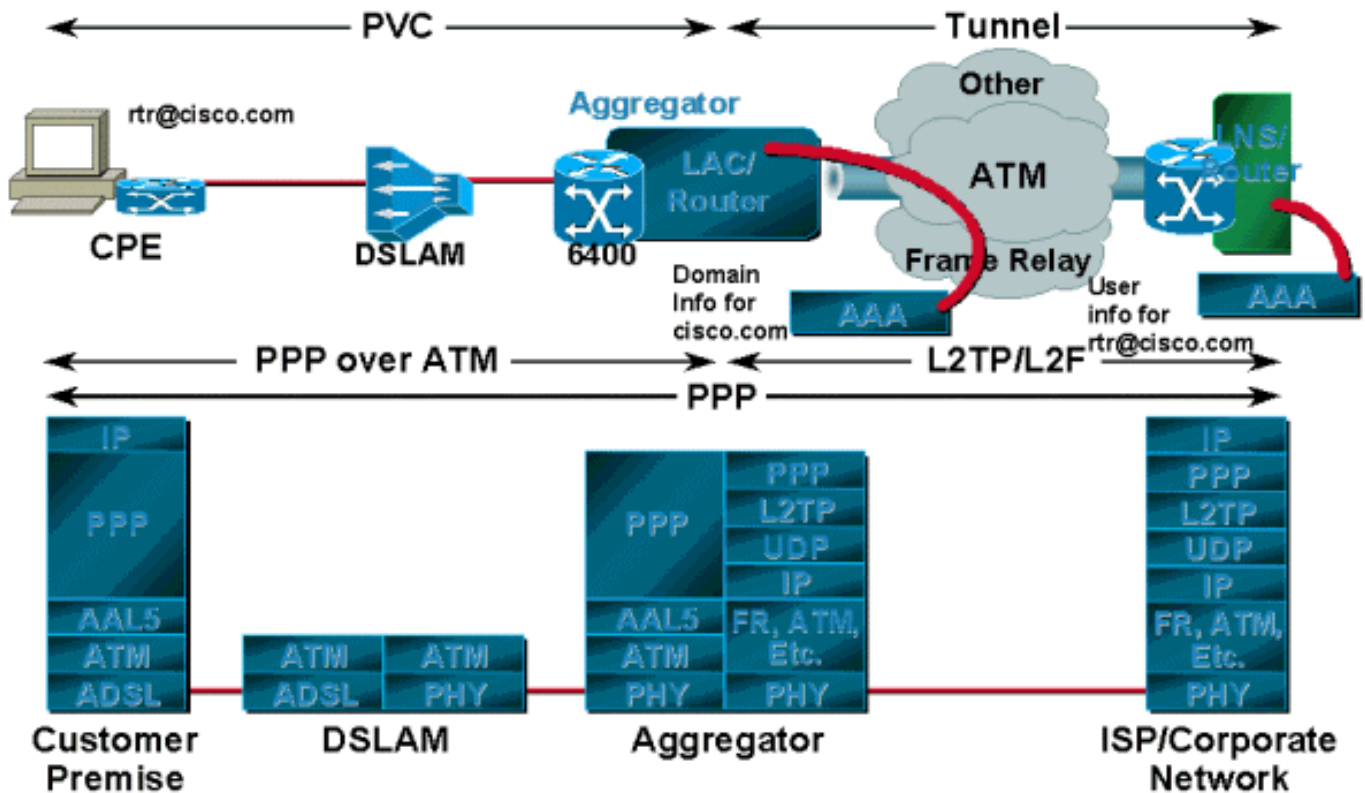 PVC
Tunnel
rtr@cisco.com
Aggregator
Other
LAC/
Router
ATM
LNS/
Router
CPE
DSLAM
6400
Frame Relay
Domain
Info for
cisco.com
AAA
User
info for
rtr@cisco.com
AAA
PPP over ATM
L2TP/L2F
PPP
IP
PPP
AAL5
ATM
ADSL
ATM
ATM
ADSL
PHY
PPP
AAL5
ATM
PHY
PPP
L2TP
UDP
IP
FR, ATM,
Etc.
PHY
IP
PPP
L2TP
UDP
IP
FR, ATM,
Etc.
PHY
Customer
Premise
DSLAM
Aggregator
ISP/Corporate
Network